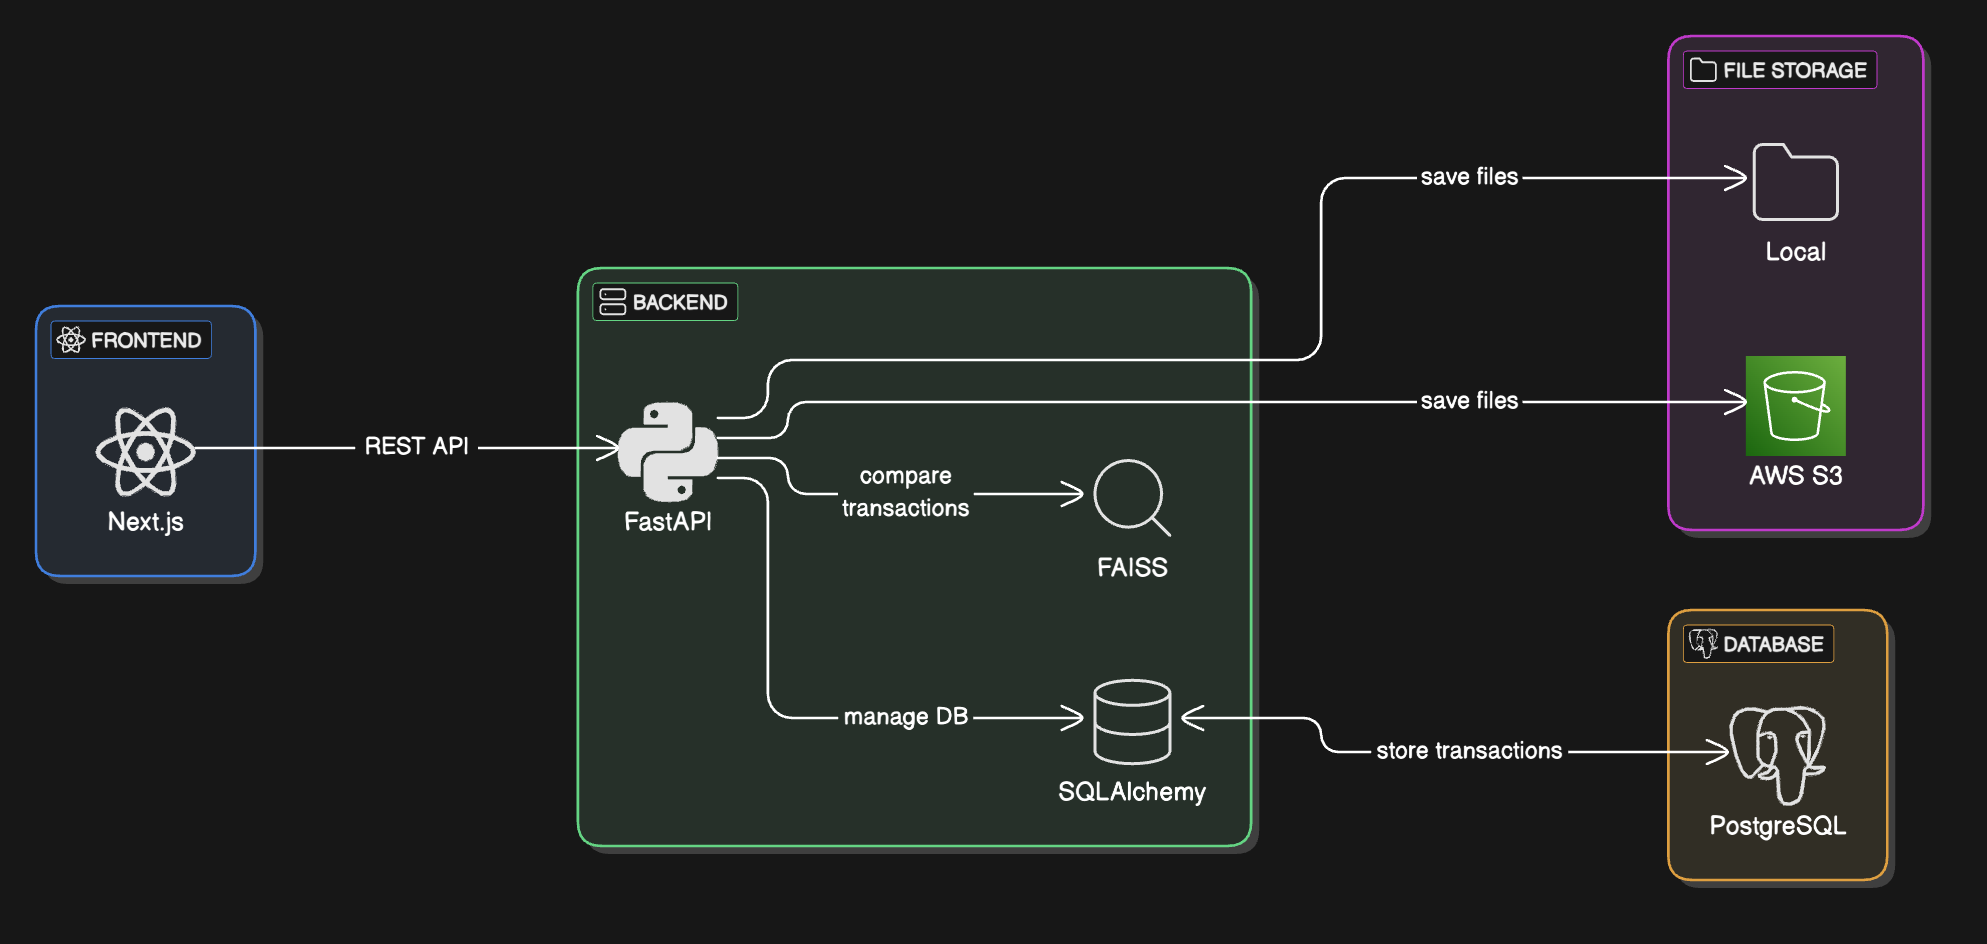 FILE STORAGE
save files
Local
BACKEND
FRONTEND
save files
REST API
compare
transactions
AWS S3
Next.js
FastAPI
FAISS
DATABASE
manage DB
store transactions
SQLAlchemy
PostgreSQL